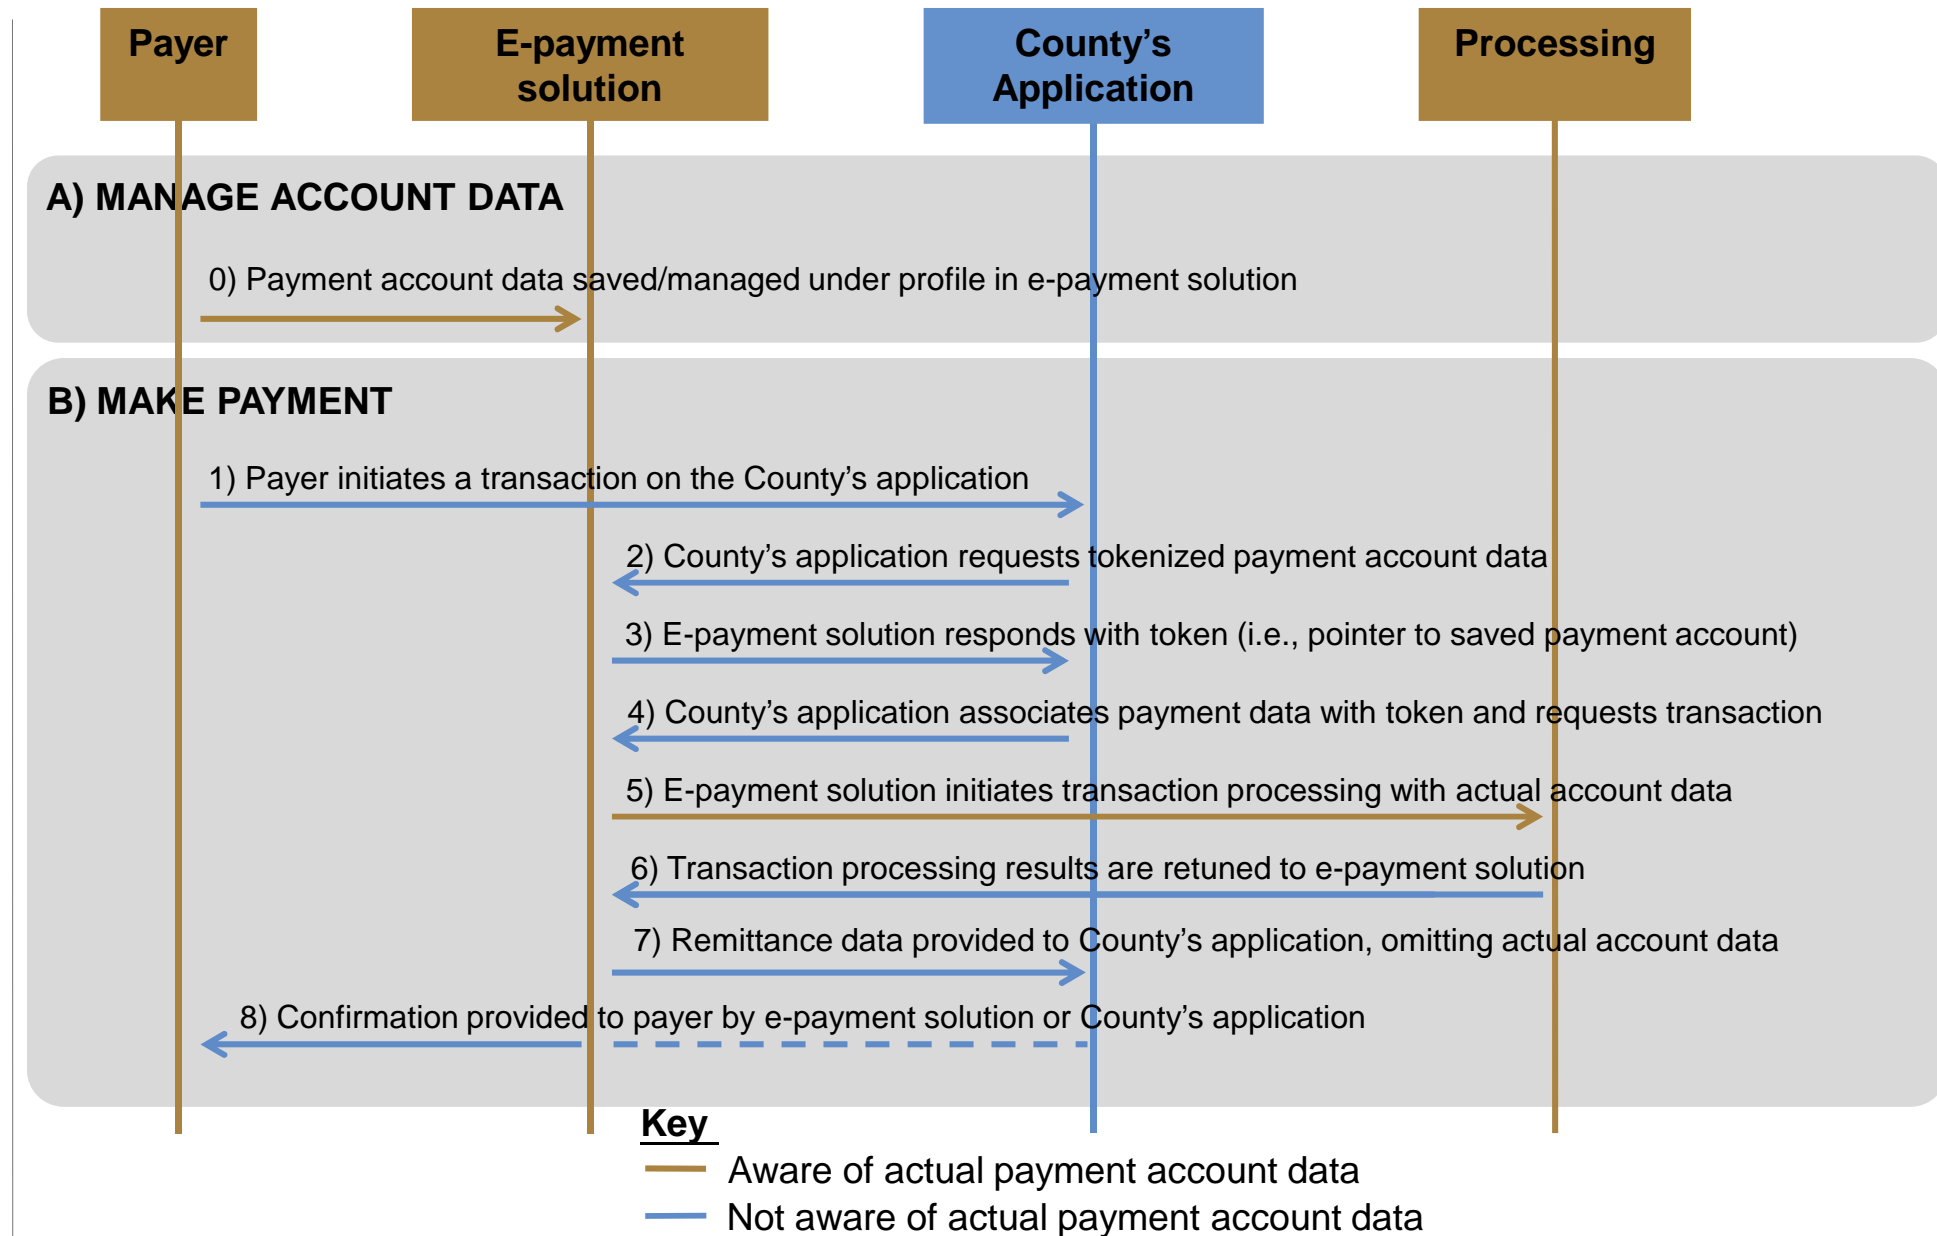 Payer
E-payment
solution
County’s
Application
Processing
A) MANAGE ACCOUNT DATA
0) Payment account data saved/managed under profile in e-payment solution
B) MAKE PAYMENT
1) Payer initiates a transaction on the County’s application
2) County’s application requests tokenized payment account data
3) E-payment solution responds with token (i.e., pointer to saved payment account)
4) County’s application associates payment data with token and requests transaction
5) E-payment solution initiates transaction processing with actual account data
6) Transaction processing results are retuned to e-payment solution
7) Remittance data provided to County’s application, omitting actual account data
8) Confirmation provided to payer by e-payment solution or County’s application
Key
Aware of actual payment account data
Not aware of actual payment account data